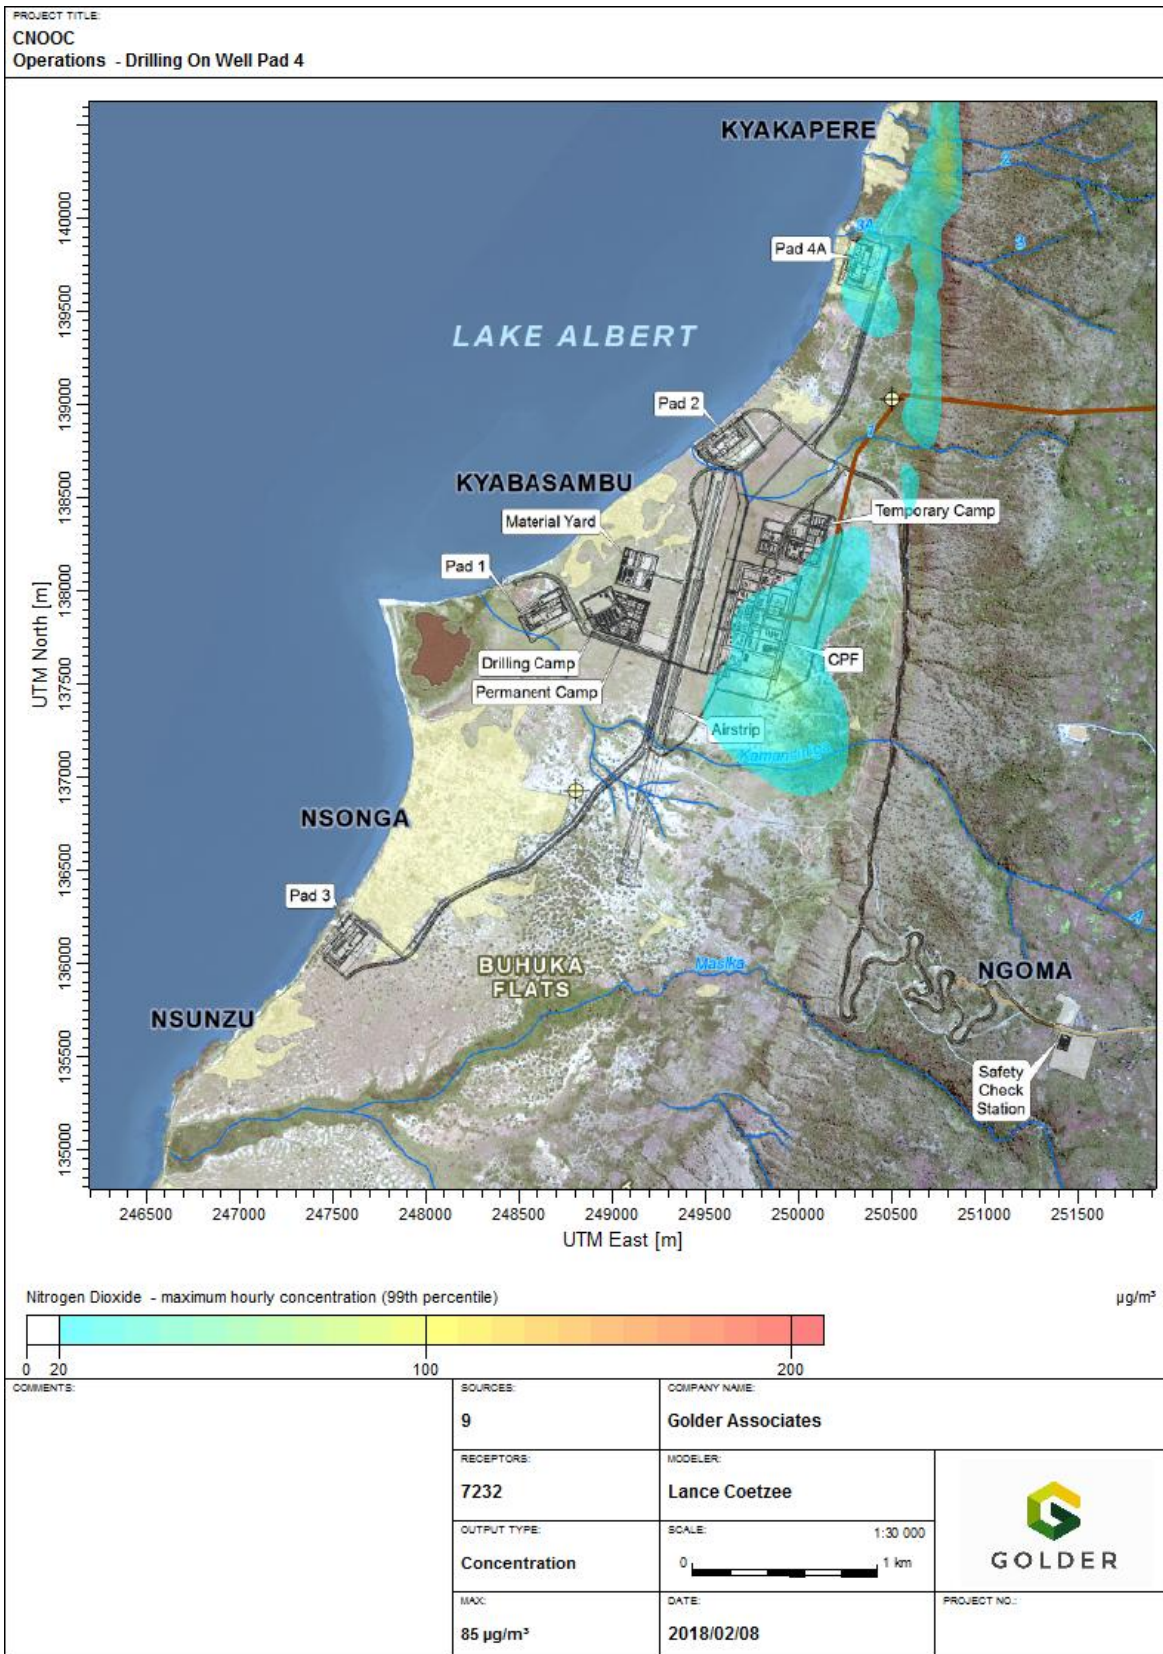 PROJECT TITLE:
CNOOC
Operations - Drilling On Well Pad 4
KYAKAPERE
2
3A
3
Pad 4A
LAKE ALBERT
Pad 2
1
KYABASAMBU
Material Yard
Temporary Camp
Pad 1
Drilling Camp
CPF
Permanent Camp
Airstrip
NSONGA
Pad 3
A
BUHUKA
FLATS
Masika
NGOMA
NSUNZU
Safety
Check
Station
UTM North [m]
140000
139500
139000
138500
138000
137500
137000
136500
136000
135500
135000
246500 247000 247500 248000 248500 249000 249500 250000 250500 251000 251500
UTM East [m]
Nitrogen Dioxide - maximum hourly concentration (99th percentile)
µg/m³
0 20 100 200
COMMENTS:
SOURCES:
9
COMPANY NAME:
Golder Associates
RECEPTORS:
7232
MODELER:
Lance Coetzee
OUTPUT TYPE:
Concentration
SCALE:
1:30 000
0 1 km
GOLDER
MAX:
85 µg/m³
DATE:
2018/02/08
PROJECT NO.: